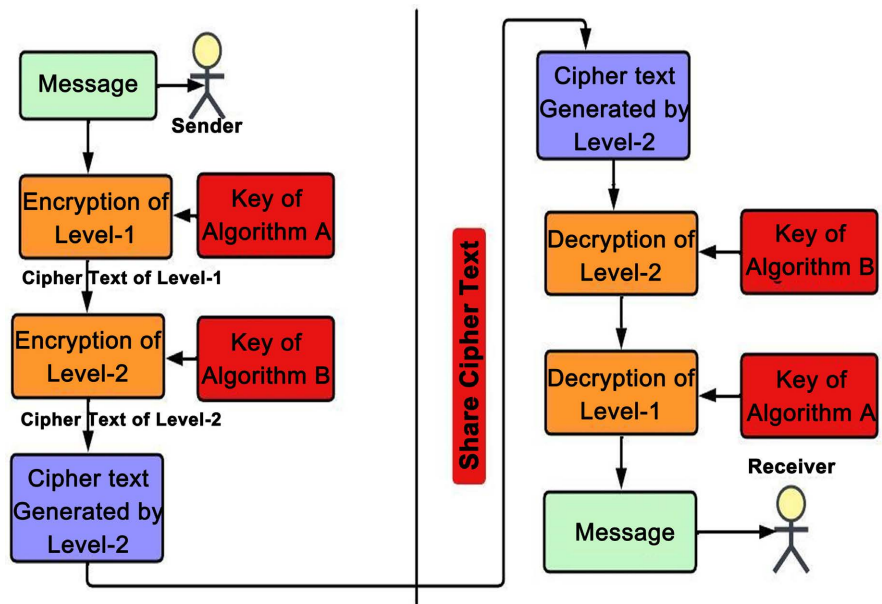 Message
Sender
Encryption of
Level-1
Key of
Algorithm A
Cipher Text of Level-1
Encryption of
Level-2
Key of
Algorithm B
Cipher Text of Level-2
Cipher text
Generated by
Level-2
Share Cipher Text
Cipher text
Generated by
Level-2
Decryption of
Level-2
Key of
Algorithm B
Decryption of
Level-1
Key of
Algorithm A
Receiver
Message